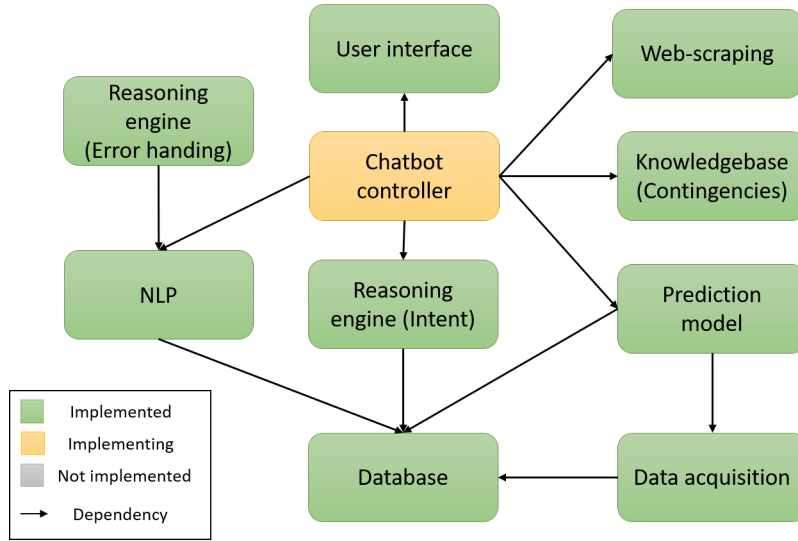 User interface
Web-scraping
Reasoning
engine
(Error handing)
Chatbot
controller
Knowledgebase
(Contingencies)
NLP
Reasoning
engine (Intent)
Prediction
model
Database
Data acquisition
Implemented
Implementing
Not implemented
Dependency